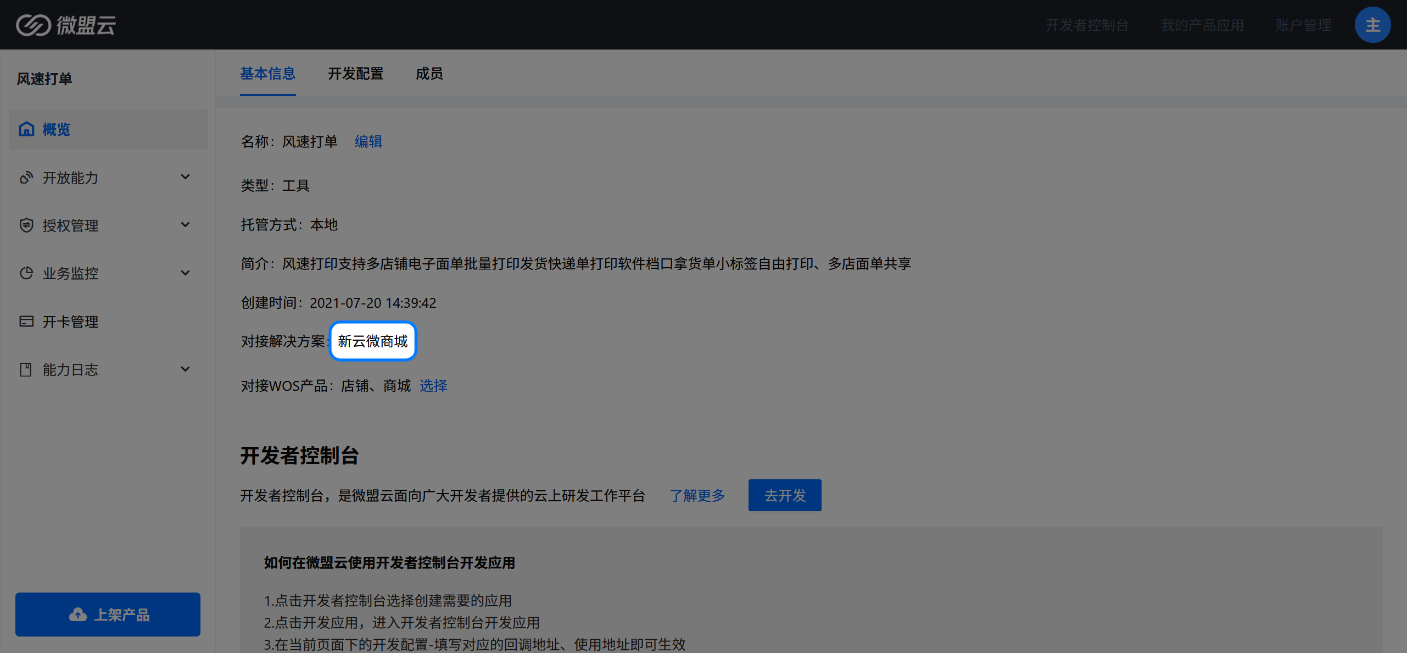 微盟云
开发者控制台 我的产品应用 账户管理 主
风速打单
概览
开放能力
授权管理
业务监控
开卡管理
能力日志
上架产品
基本信息 开发配置 成员
名称：风速打单 编辑
类型：工具
托管方式：本地
简介：风速打印支持多店铺电子面单批量打印发货快递单打印软件档口拿货单小标签自由打印、多店面单共享
创建时间：2021-07-20 14:39:42
对接解决方案：新云微商城
对接WOS产品：店铺、商城 选择
开发者控制台
开发者控制台，是微盟云面向广大开发者提供的云上研发工作平台 了解更多 去开发
如何在微盟云使用开发者控制台开发应用
1.点击开发者控制台选择创建需要的应用
2.点击开发应用，进入开发者控制台开发应用
3.在当前页面下的开发配置-填写对应的回调地址、使用地址即可生效